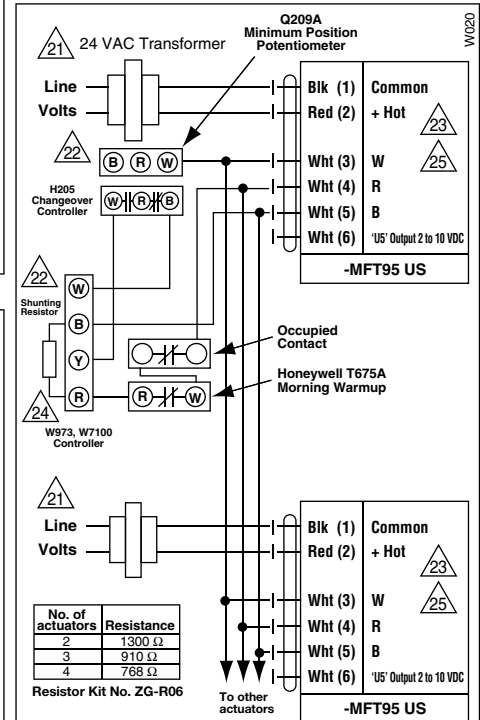 W020
21
24 VAC Transformer
Q209A
Minimum Position
Potentiometer
Line
Volts
Blk (1) Common
Red (2) + Hot
23
22
B R W
Wht (3) W
25
Wht (4) R
Wht (5) B
Wht (6) 'U5' Output 2 to 10 VDC
-MFT95 US
H205
Changeover
Controller
W R B
22
Shunting
Resistor
W
B
Y
R
24
W973, W7100
Controller
Occupied
Contact
Honeywell T675A
Morning Warmup
R W
21
Line
Volts
Blk (1) Common
Red (2) + Hot
23
Wht (3) W
25
Wht (4) R
Wht (5) B
Wht (6) 'U5' Output 2 to 10 VDC
-MFT95 US
No. of
actuators Resistance
2 1300 Ω
3 910 Ω
4 768 Ω
Resistor Kit No. ZG-R06
To other
actuators